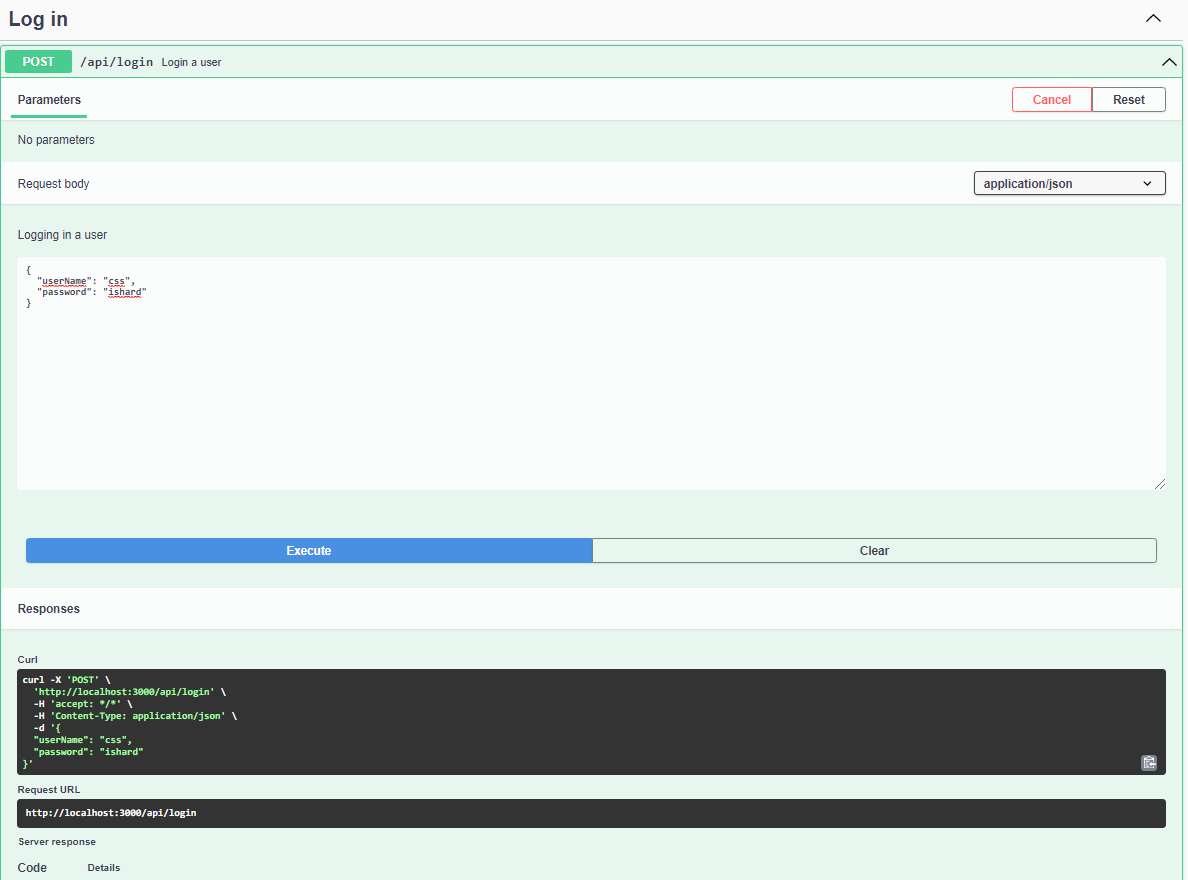 Log in
POST /api/login Login a user
Parameters
Cancel Reset
No parameters
Request body
application/json
Logging in a user
{
  "userName": "css",
  "password": "ishard"
}
Execute Clear
Responses
Curl
curl -X 'POST' \
  'http://localhost:3000/api/login' \
  -H 'accept: */*' \
  -H 'Content-Type: application/json' \
  -d '{
  "userName": "css",
  "password": "ishard"
}'
Request URL
http://localhost:3000/api/login
Server response
Code Details